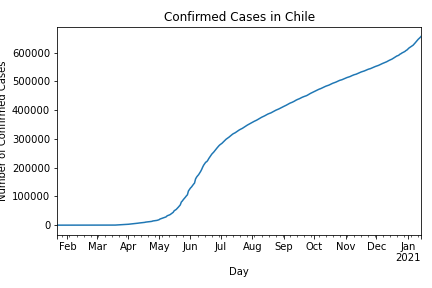 Confirmed Cases in Chile
Number of Confirmed Cases
600000
500000
400000
300000
200000
100000
0
Feb Mar Apr May Jun Jul Aug Sep Oct Nov Dec Jan
2021
Day